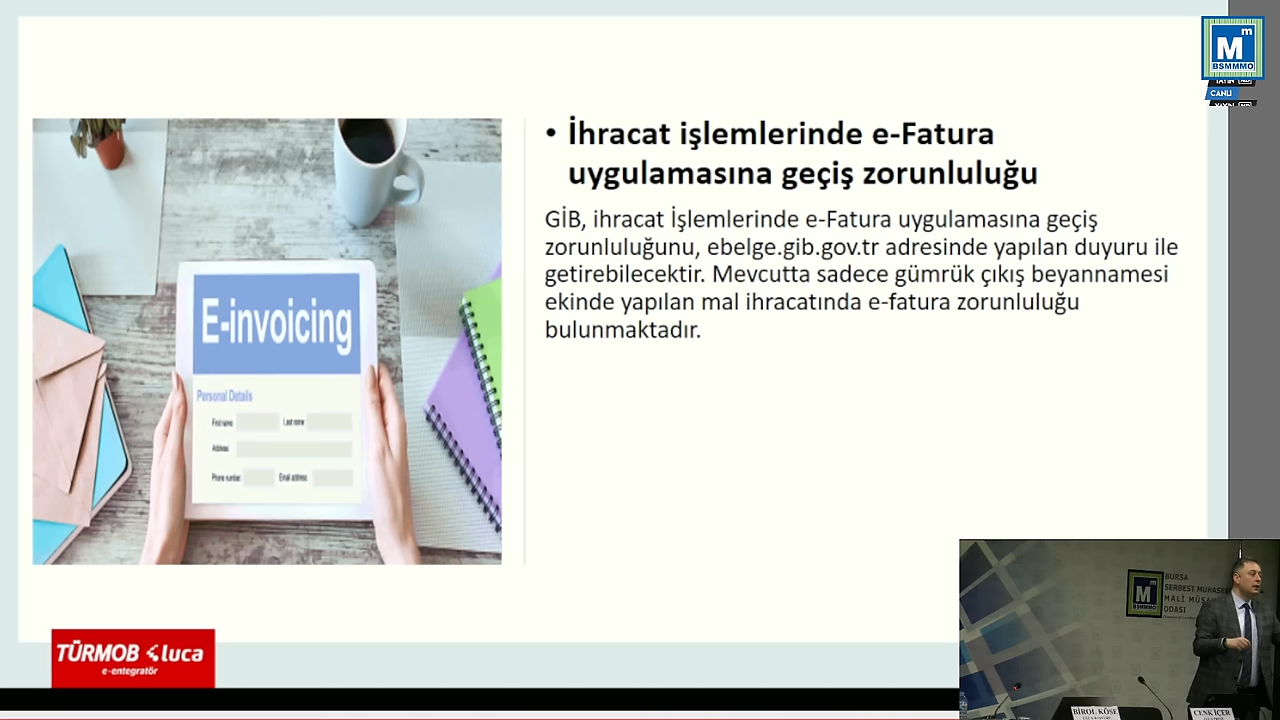 m
M
BSMMMO
CANLI
• İhracat işlemlerinde e-Fatura
uygulamasına geçiş zorunluluğu
GİB, ihracat İşlemlerinde e-Fatura uygulamasına geçiş
zorunluluğunu, ebelge.gib.gov.tr adresinde yapılan duyuru ile
getirebilecektir. Mevcutta sadece gümrük çıkış beyannamesi
ekinde yapılan mal ihracatında e-fatura zorunluluğu
bulunmaktadır.
E-invoicing
Personal Details
First name:
Last name:
Address:
Phone number:
Email address:
TÜRMOB luca
e-entegratör
m
M
BSMMMO
BURSA
SERBEST MUHASE
MALİ MÜŞA
ODASI
BİROL KÖSE
CENK İÇER